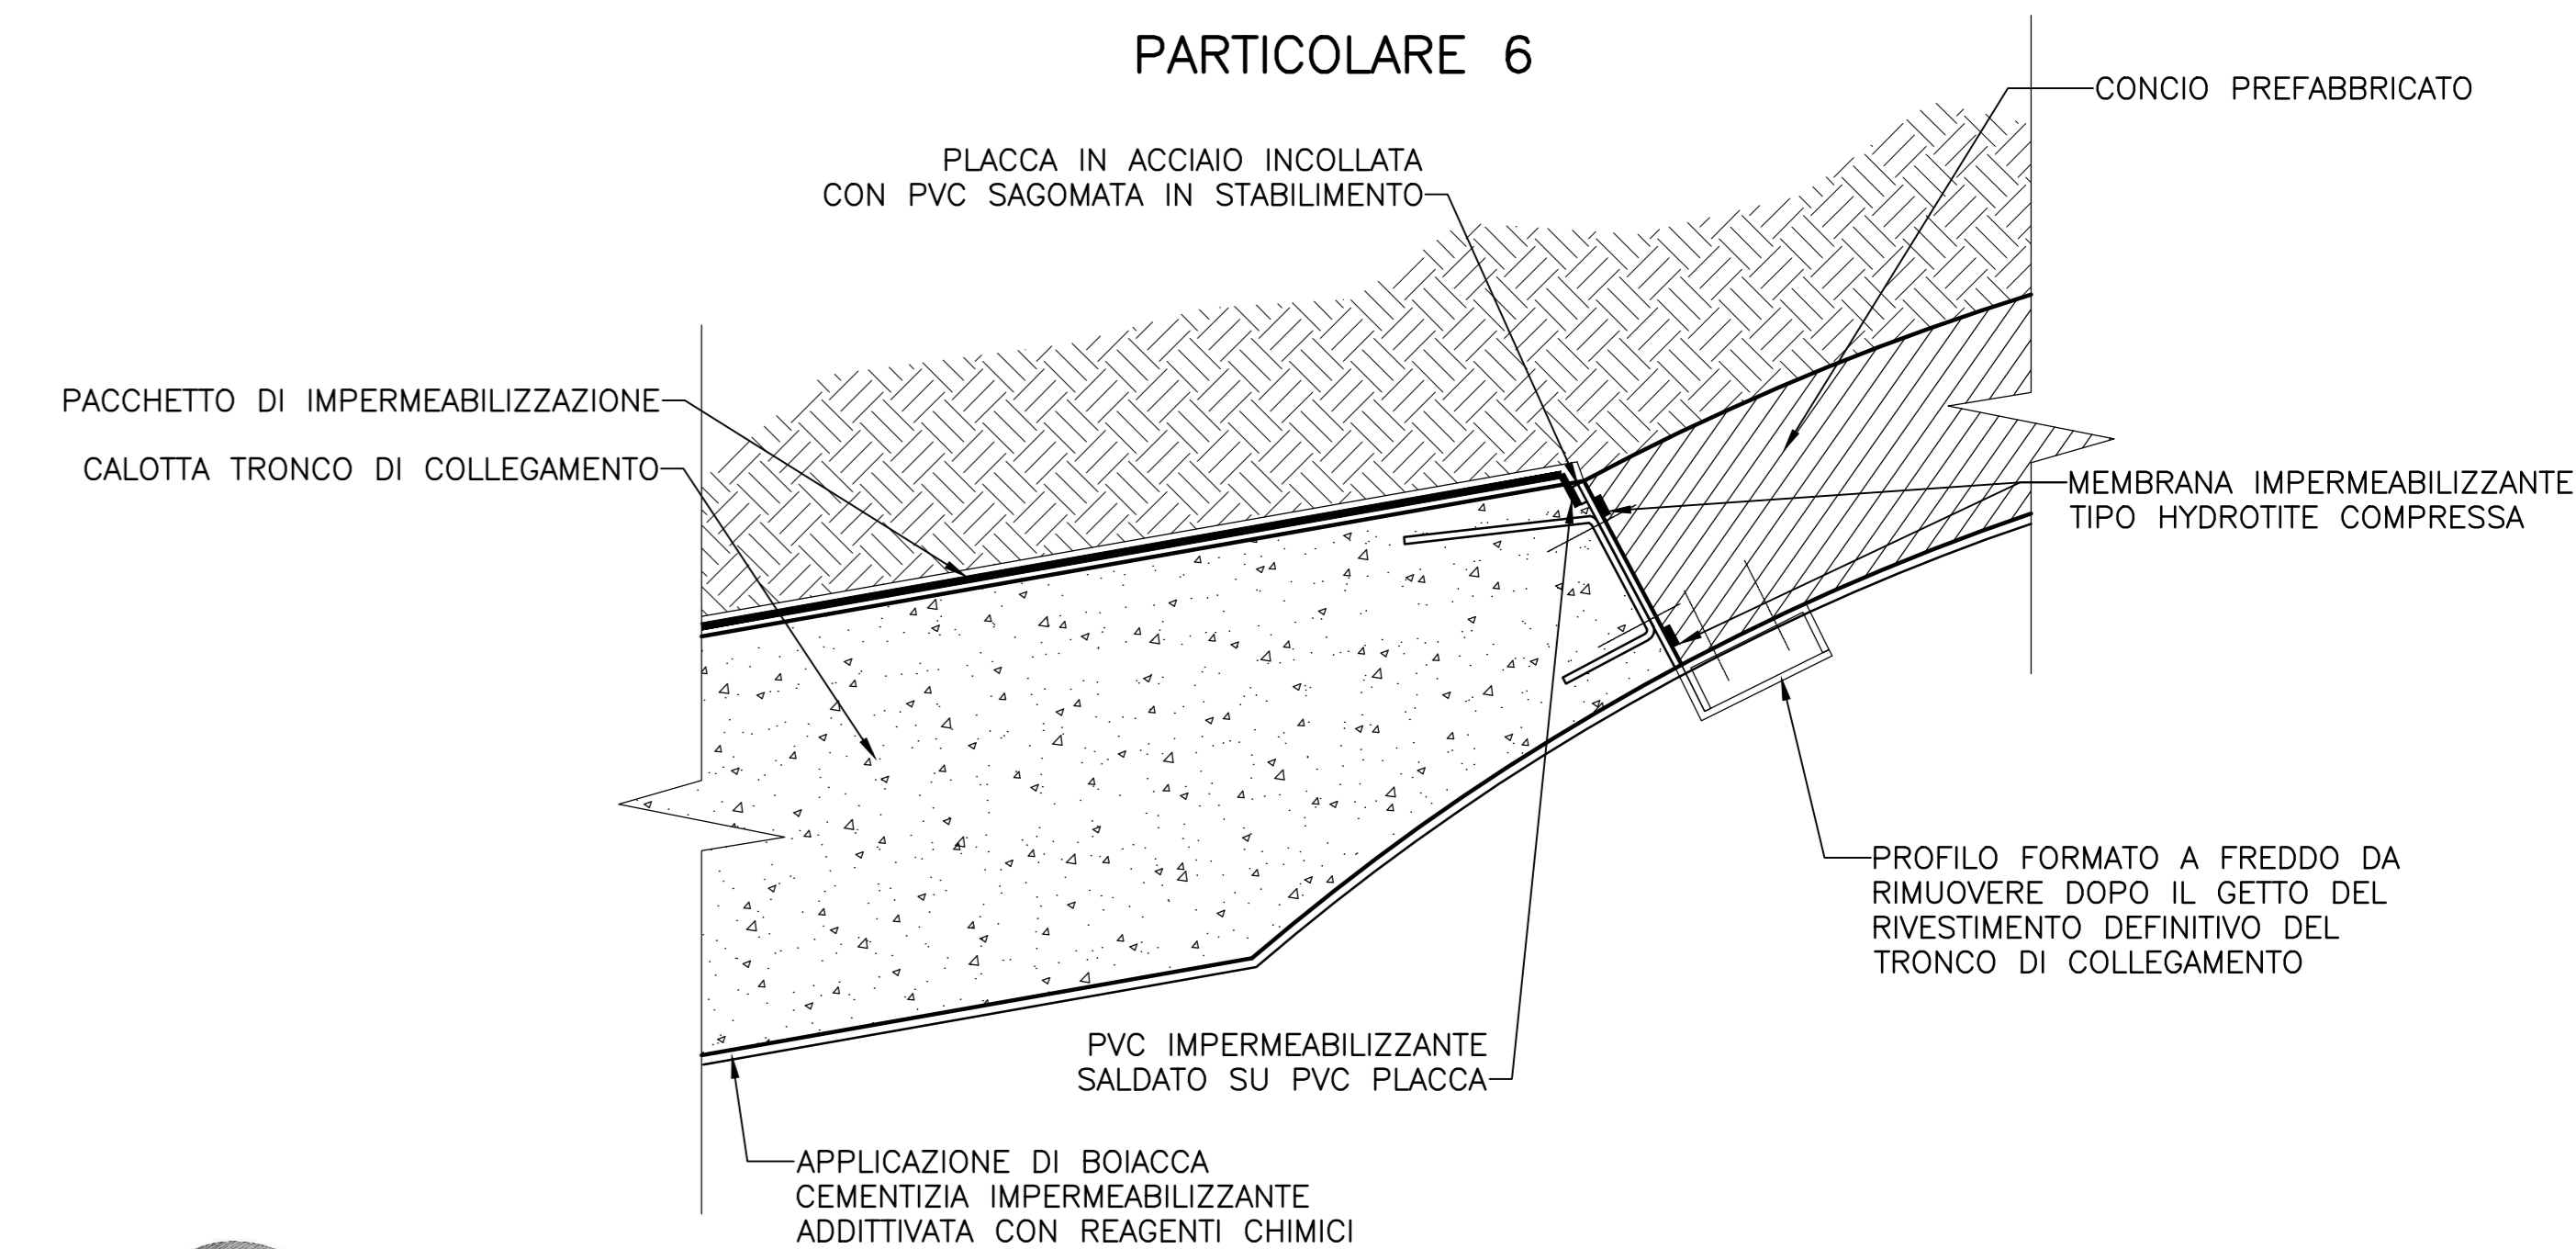 PARTICOLARE 6
CONCIO PREFABBRICATO
PLACCA IN ACCIAIO INCOLLATA
CON PVC SAGOMATA IN STABILIMENTO
PACCHETTO DI IMPERMEABILIZZAZIONE
CALOTTA TRONCO DI COLLEGAMENTO
MEMBRANA IMPERMEABILIZZANTE
TIPO HYDROTITE COMPRESSA
PROFILO FORMATO A FREDDO DA
RIMUOVERE DOPO IL GETTO DEL
RIVESTIMENTO DEFINITIVO DEL
TRONCO DI COLLEGAMENTO
PVC IMPERMEABILIZZANTE
SALDATO SU PVC PLACCA
APPLICAZIONE DI BOIACCA
CEMENTIZIA IMPERMEABILIZZANTE
ADDITTIVATA CON REAGENTI CHIMICI